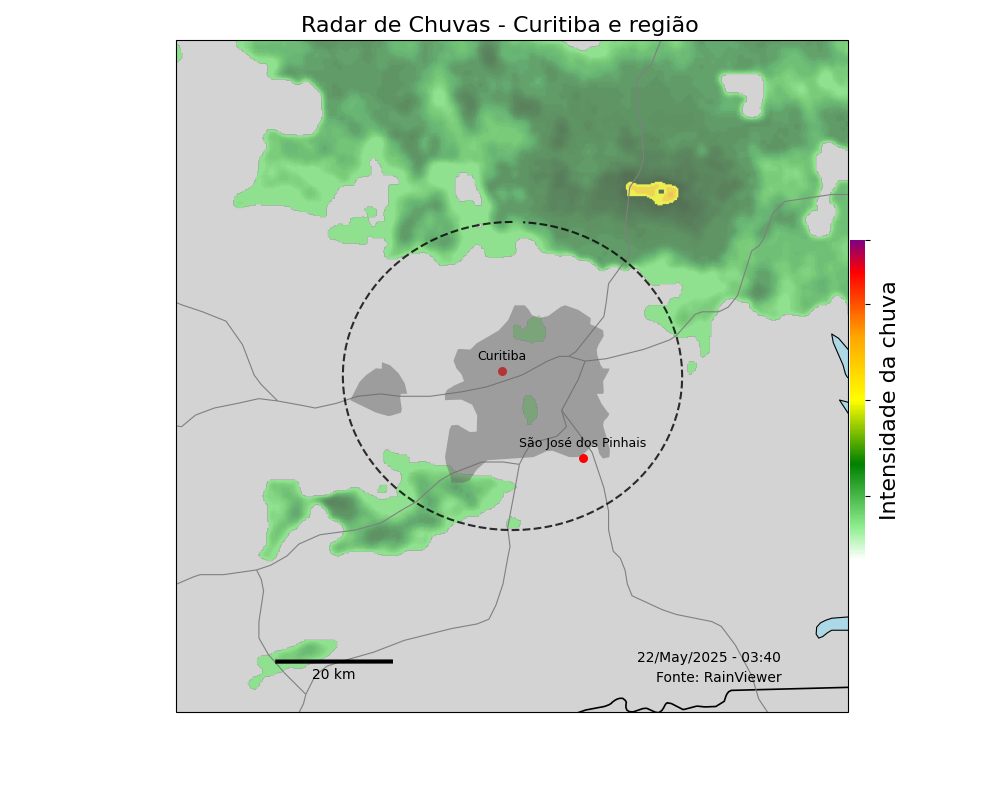 Radar de Chuvas - Curitiba e região
Curitiba
São José dos Pinhais
Intensidade da chuva
22/May/2025 - 03:40
Fonte: RainViewer
20 km